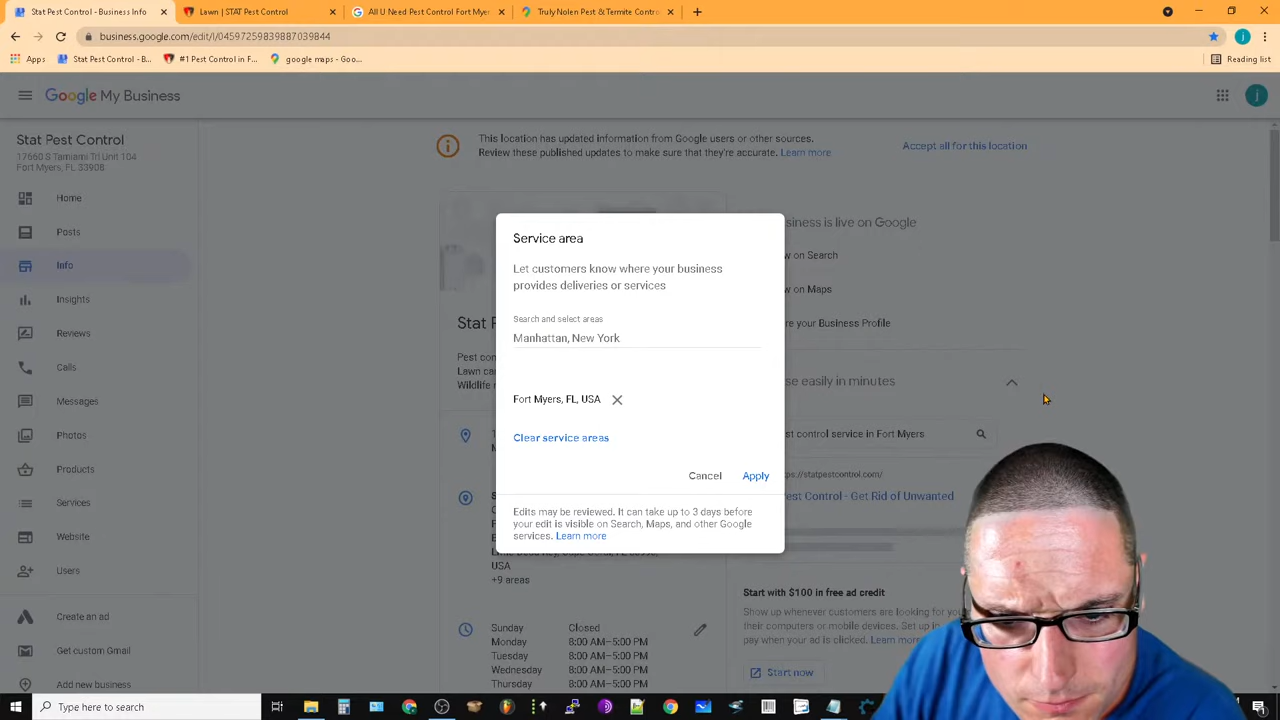 Stat Pest Control - Business Info
Lawn | STAT Pest Control
All U Need Pest Control Fort Myer
Truly Nolen Pest & Termite Contr
business.google.com/edit/l/04597259839887039844
Apps
Stat Pest Control - B...
#1 Pest Control in F...
google maps - Goo...
Reading list
Google My Business
j
j
Stat Pest Control
17660 S Tamiami Trl Unit 104
Fort Myers, FL 33908
Home
Posts
Info
Insights
Reviews
Calls
Messages
Photos
Products
Services
Website
Users
Create an ad
Get custom Gmail
Add new business
This location has updated information from Google users or other sources.
Review these published updates to make sure that they're accurate. Learn more
Accept all for this location
Service area
Let customers know where your business
provides deliveries or services
Search and select areas
Manhattan, New York
Fort Myers, FL, USA
Clear service areas
Cancel
Apply
Edits may be reviewed. It can take up to 3 days before
your edit is visible on Search, Maps, and other Google
services. Learn more
Stat P
Pest con
Lawn ca
Wildlife
USA
+9 areas
Sunday Closed
Monday 8:00 AM–5:00 PM
Tuesday 8:00 AM–5:00 PM
Wednesday 8:00 AM–5:00 PM
Thursday 8:00 AM–5:00 PM
siness is live on Google
w on Search
w on Maps
re your Business Profile
se easily in minutes
st control service in Fort Myers
ps://statpestcontrol.com/
Pest Control - Get Rid of Unwanted
Start with $100 in free ad credit
Show up whenever customers are looking for yo
their computers or mobile devices. Set up in
pay when your ad is clicked. Learn more
Start now
Type here to search